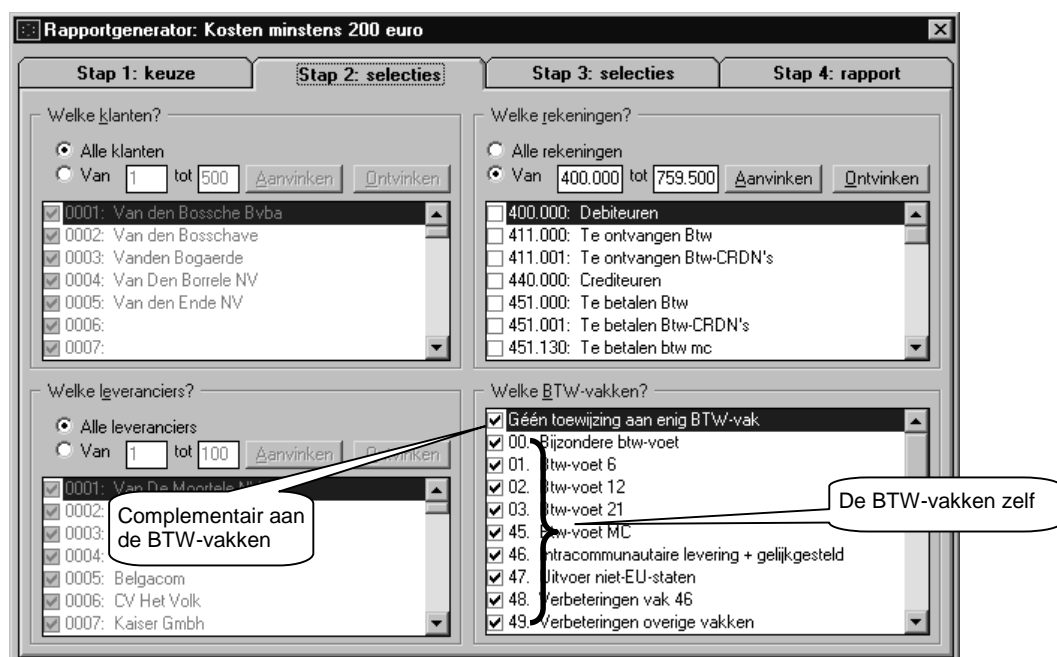 Rapportgenerator: Kosten minstens 200 euro
Stap 1: keuze
Stap 2: selecties
Stap 3: selecties
Stap 4: rapport
Welke klanten?
Alle klanten
Van 1 tot 500 Aanvinken Ontvinken
0001: Van den Bossche Bvba
0002: Van den Bosschave
0003: Vanden Bogaerde
0004: Van Den Borrele NV
0005: Van den Ende NV
0006:
0007:
Welke rekeningen?
Alle rekeningen
Van 400.000 tot 759.500 Aanvinken Ontvinken
400.000: Debiteuren
411.000: Te ontvangen Btw
411.001: Te ontvangen Btw-CRDN's
440.000: Crediteuren
451.000: Te betalen Btw
451.001: Te betalen Btw-CRDN's
451.130: Te betalen btw mc
Welke leveranciers?
Alle leveranciers
Van 1 tot 100 Aanvinken Ontvinken
0001: Van De Moortele
0002:
0003:
0004:
0005: Belgacom
0006: CV Het Volk
0007: Kaiser Gmbh
Complementair aan
de BTW-vakken
Welke BTW-vakken?
Géén toewijzing aan enig BTW-vak
00. Bijzondere btw-voet
01. Btw-voet 6
02. Btw-voet 12
03. Btw-voet 21
45. Btw-voet MC
46. Intracommunautaire levering + gelijkgesteld
47. Uitvoer niet-EU-staten
48. Verbeteringen vak 46
49. Verbeteringen overige vakken
De BTW-vakken zelf